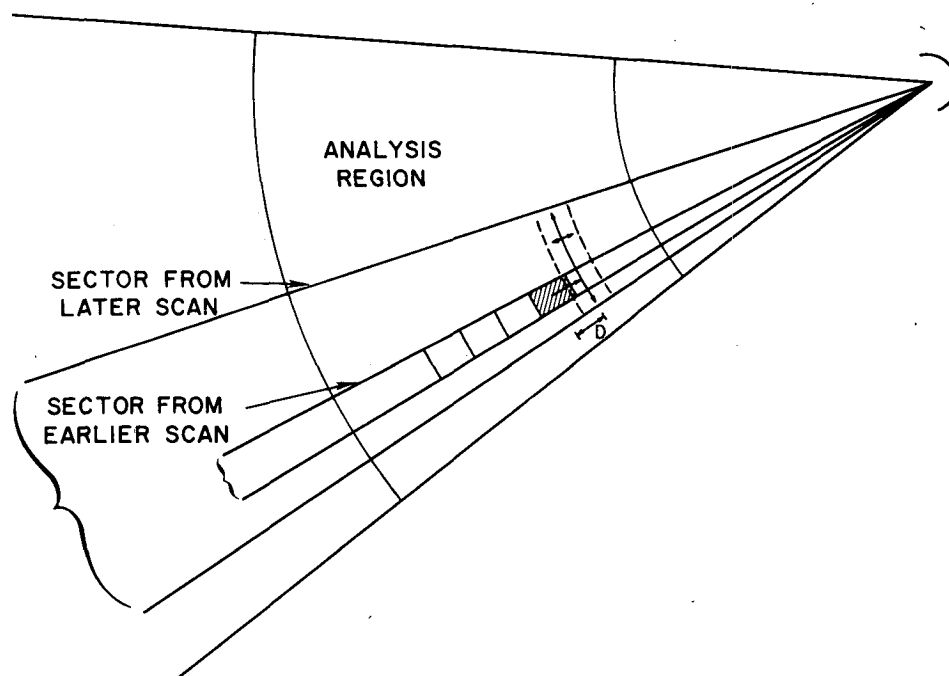 ANALYSIS
REGION
SECTOR FROM
LATER SCAN
D
SECTOR FROM
EARLIER SCAN